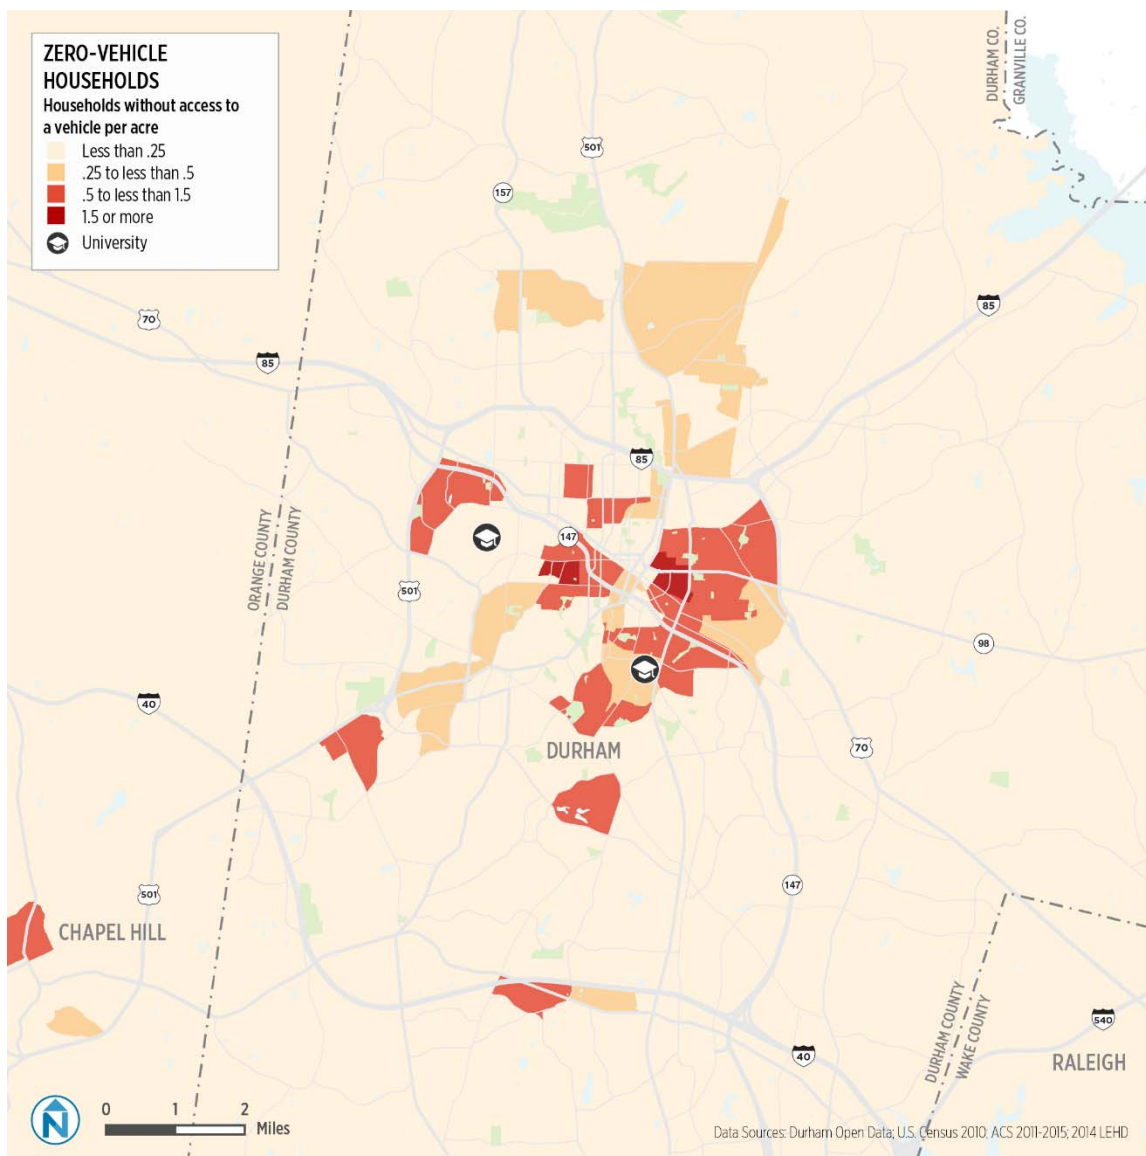 ZERO-VEHICLE
HOUSEHOLDS
Households without access to
a vehicle per acre
Less than .25
.25 to less than .5
.5 to less than 1.5
1.5 or more
University
DURHAM CO.
GRANVILLE CO.
501
157
85
70
85
85
ORANGE COUNTY
DURHAM COUNTY
147
501
98
40
70
DURHAM
147
501
CHAPEL HILL
DURHAM COUNTY
WAKE COUNTY
540
40
RALEIGH
N
0 1 2
Miles
Data Sources: Durham Open Data; U.S. Census 2010; ACS 2011-2015; 2014 LEHD